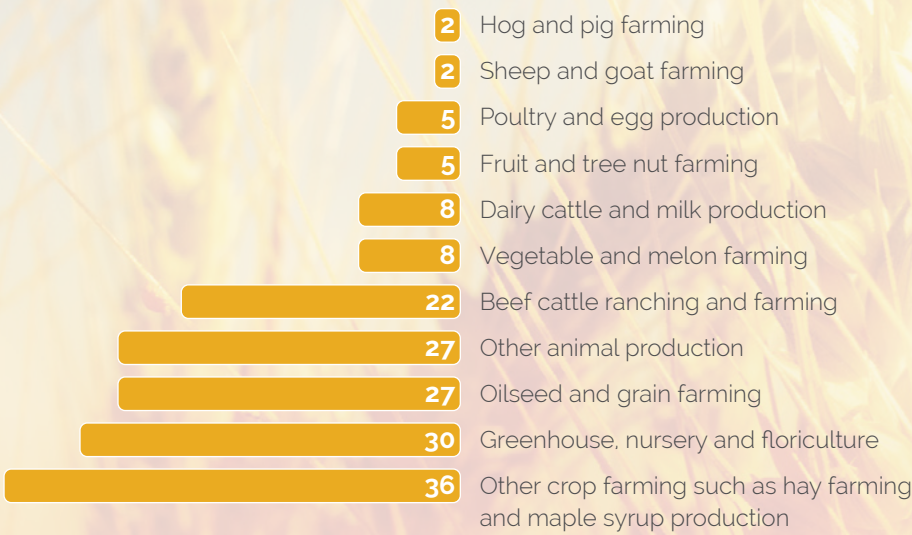 2 Hog and pig farming
2 Sheep and goat farming
5 Poultry and egg production
5 Fruit and tree nut farming
8 Dairy cattle and milk production
8 Vegetable and melon farming
22 Beef cattle ranching and farming
27 Other animal production
27 Oilseed and grain farming
30 Greenhouse, nursery and floriculture
36 Other crop farming such as hay farming
and maple syrup production